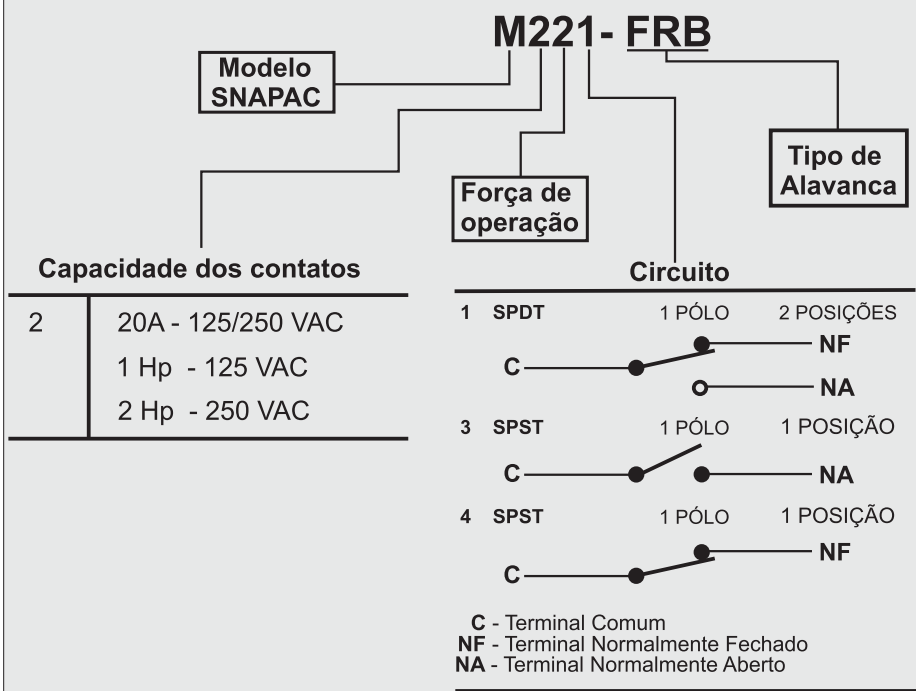 M221- FRB
Modelo
SNAPAC
Tipo de
Alavanca
Força de
operação
Capacidade dos contatos
2
20A - 125/250 VAC
1 Hp - 125 VAC
2 Hp - 250 VAC
Circuito
1 SPDT 1 PÓLO 2 POSIÇÕES
NF
C
NA
3 SPST 1 PÓLO 1 POSIÇÃO
C NA
4 SPST 1 PÓLO 1 POSIÇÃO
NF
C
C - Terminal Comum
NF - Terminal Normalmente Fechado
NA - Terminal Normalmente Aberto